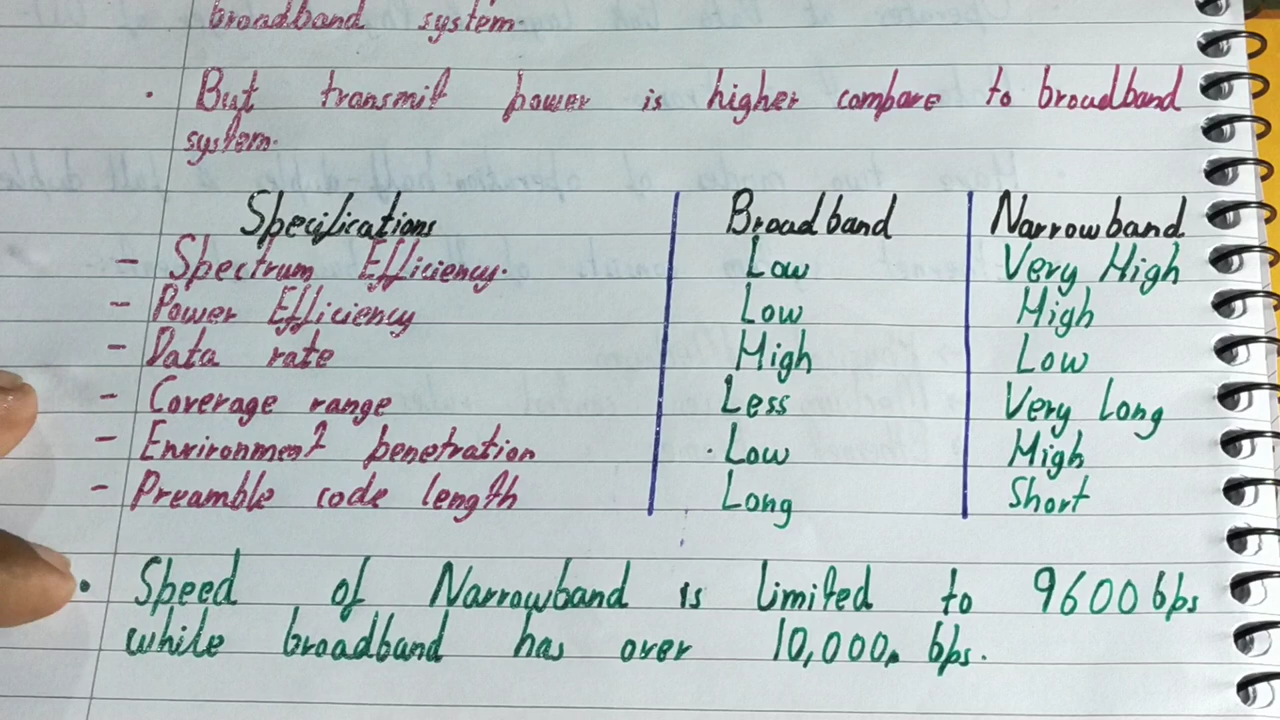 broadband system.
• But transmit power is higher compare to broadband
system.
Specifications Broadband Narrowband
- Spectrum Efficiency. Low Very High
- Power Efficiency Low High
- Data rate High Low
- Coverage range Less Very Long
- Environment penetration Low High
- Preamble code length Long Short
• Speed of Narrowband is limited to 9600 bps
while broadband has over 10,000 bps.